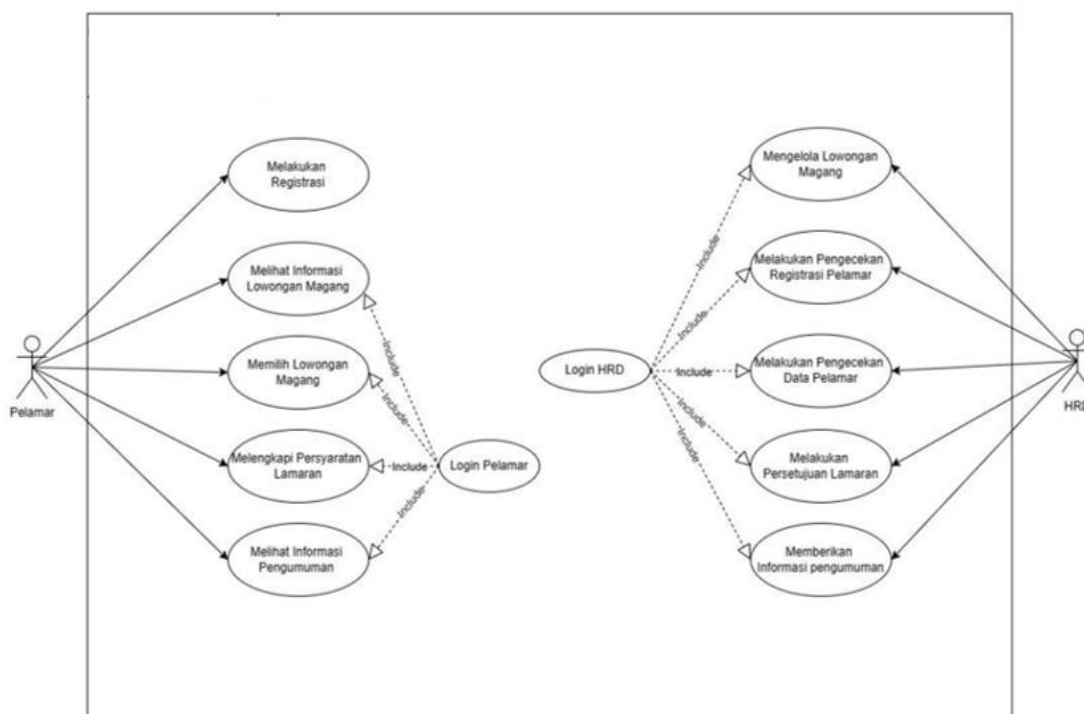 Melakukan
Registrasi
Melihat Informasi
Lowongan Magang
Memilih Lowongan
Magang
Melengkapi Persyaratan
Lamaran
Melihat Informasi
Pengumuman
Pelamar
Include
Include
Include
Include
Login Pelamar
Login HRD
Include
Include
Include
Include
Include
Mengelola Lowongan
Magang
Melakukan Pengecekan
Registrasi Pelamar
Melakukan Pengecekan
Data Pelamar
Melakukan
Persetujuan Lamaran
Memberikan
Informasi pengumuman
HRD